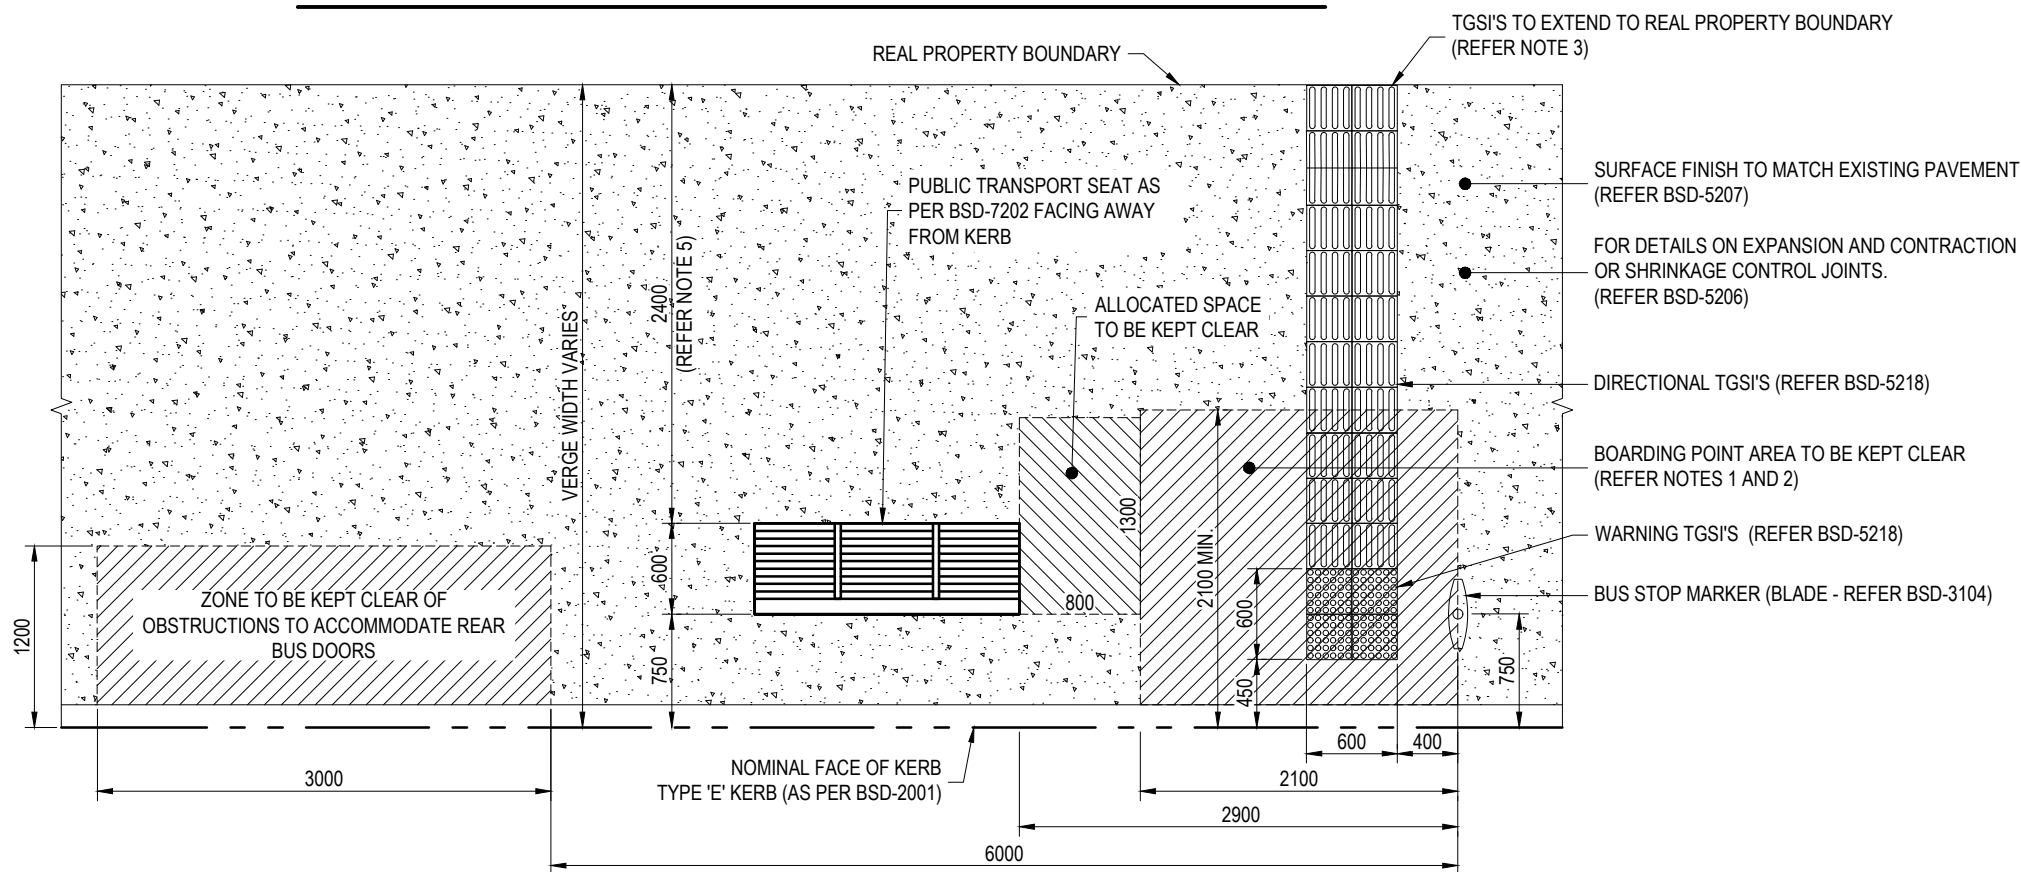 TGSI'S TO EXTEND TO REAL PROPERTY BOUNDARY
(REFER NOTE 3)
REAL PROPERTY BOUNDARY
SURFACE FINISH TO MATCH EXISTING PAVEMENT
(REFER BSD-5207)
PUBLIC TRANSPORT SEAT AS
PER BSD-7202 FACING AWAY
FROM KERB
FOR DETAILS ON EXPANSION AND CONTRACTION
OR SHRINKAGE CONTROL JOINTS.
(REFER BSD-5206)
2400
(REFER NOTE 5)
ALLOCATED SPACE
TO BE KEPT CLEAR
VERGE WIDTH VARIES
DIRECTIONAL TGSI'S (REFER BSD-5218)
BOARDING POINT AREA TO BE KEPT CLEAR
(REFER NOTES 1 AND 2)
1300
2100 MIN.
WARNING TGSI'S (REFER BSD-5218)
600
BUS STOP MARKER (BLADE - REFER BSD-3104)
ZONE TO BE KEPT CLEAR OF
OBSTRUCTIONS TO ACCOMMODATE REAR
BUS DOORS
1200
800
600
750
450
750
600
400
NOMINAL FACE OF KERB
TYPE 'E' KERB (AS PER BSD-2001)
3000
2100
2900
6000